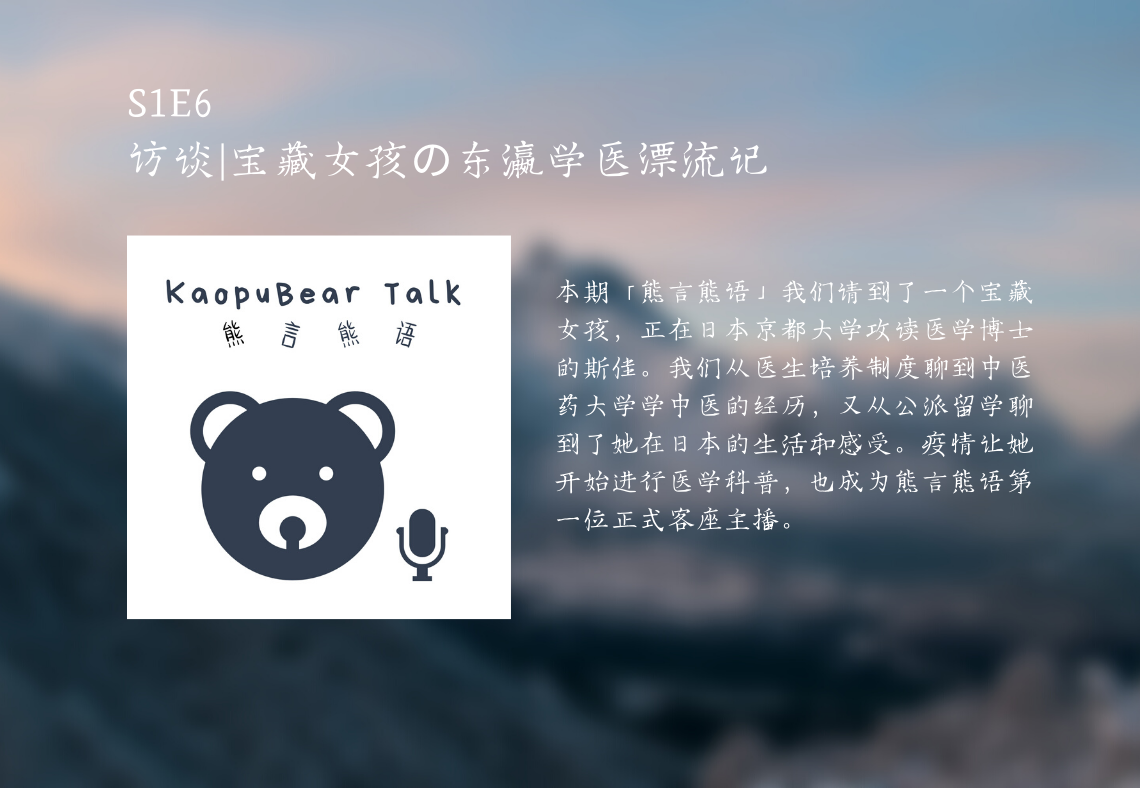 S1E6
访谈|宝藏女孩の东瀛学医漂流记
KaopuBear Talk
熊言熊语
本期「熊言熊语」我们请到了一个宝藏
女孩，正在日本京都大学攻读医学博士
的斯佳。我们从医生培养制度聊到中医
药大学学中医的经历，又从公派留学聊
到了她在日本的生活和感受。疫情让她
开始进行医学科普，也成为熊言熊语第
一位正式客座主播。